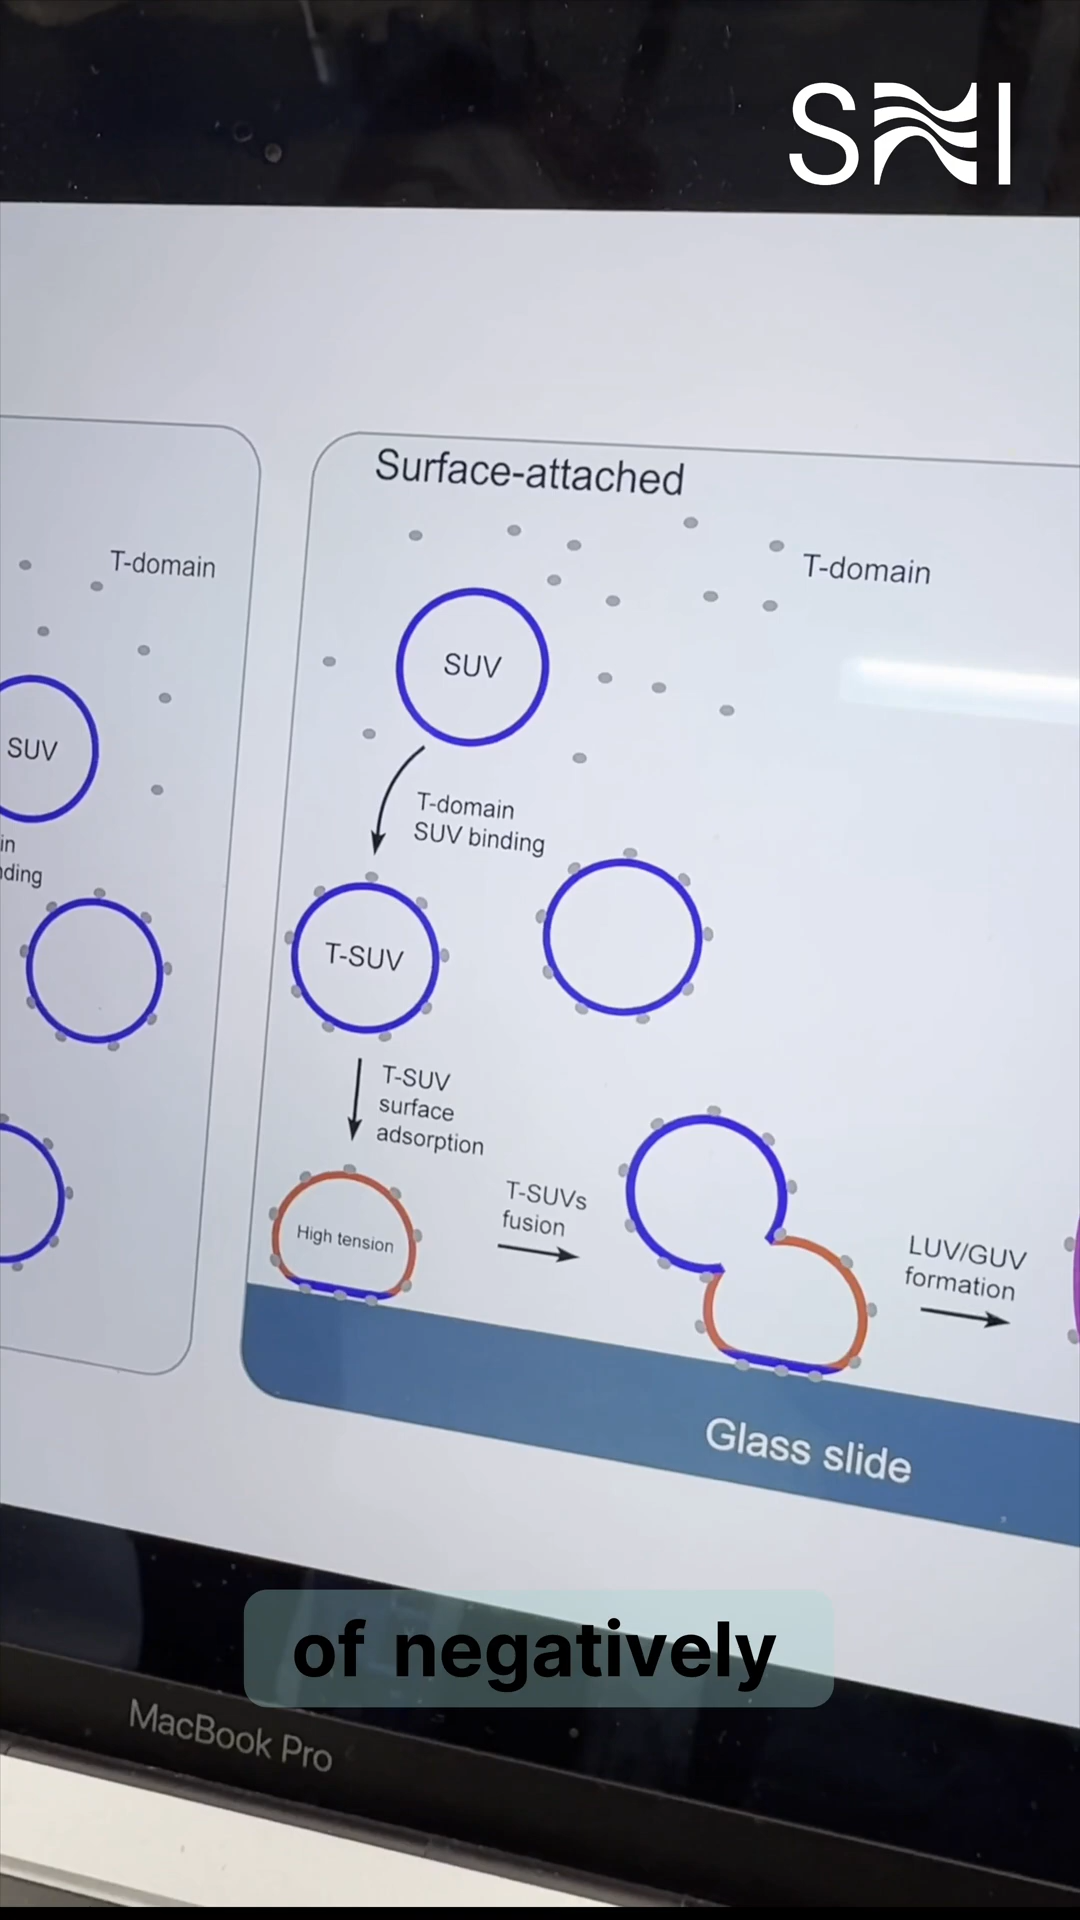 SNI
T-domain
SUV
in
ding
Surface-attached
T-domain
SUV
T-domain
SUV binding
T-SUV
T-SUV
surface
adsorption
High tension
T-SUVs
fusion
LUV/GUV
formation
Glass slide
of negatively
MacBook Pro